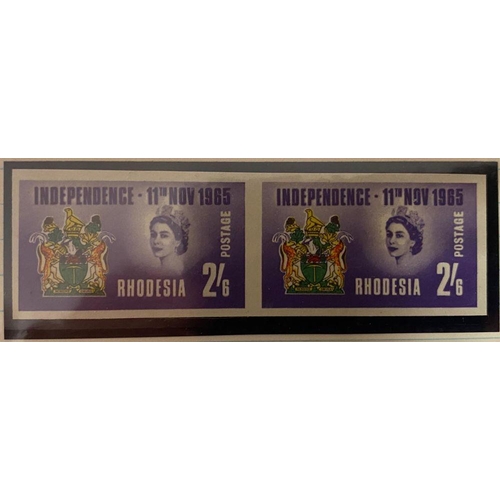 INDEPENDENCE · 11TH NOV 1965
POSTAGE
RHODESIA 2/6
INDEPENDENCE · 11TH NOV 1965
POSTAGE
RHODESIA 2/6